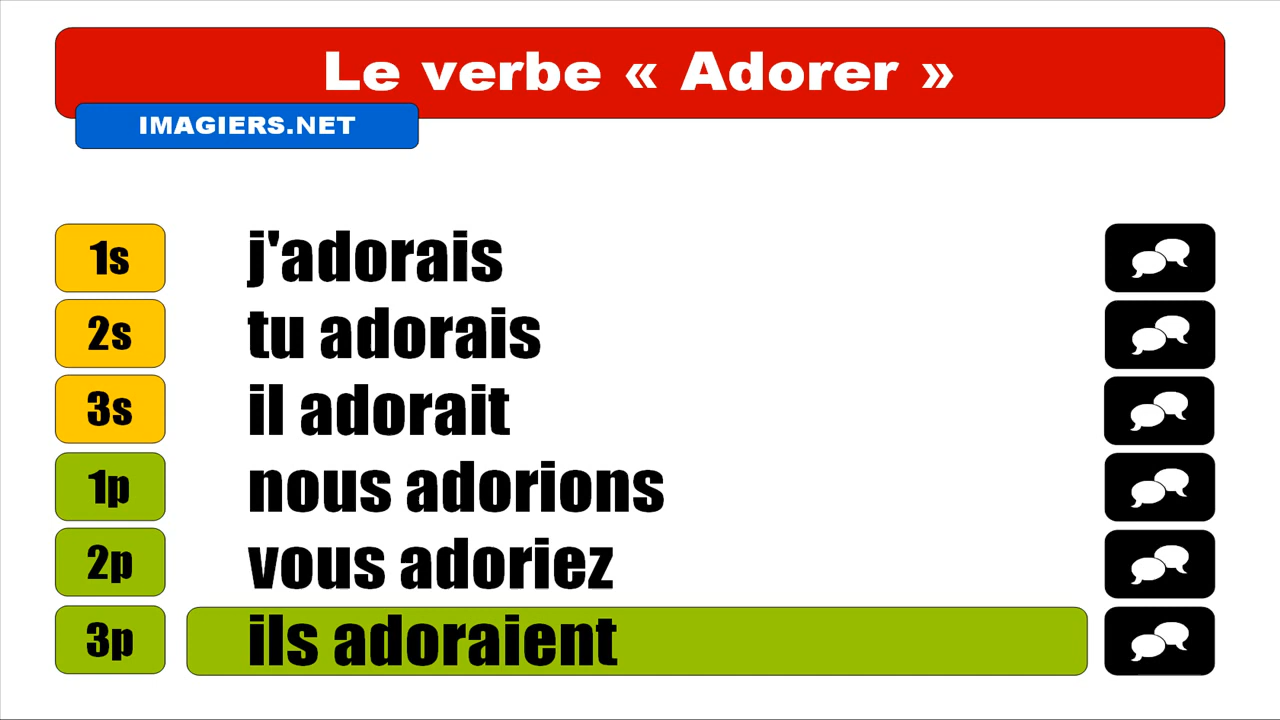 Le verbe « Adorer »
IMAGIERS.NET
1s j'adorais
2s tu adorais
3s il adorait
1p nous adorions
2p vous adoriez
3p ils adoraient